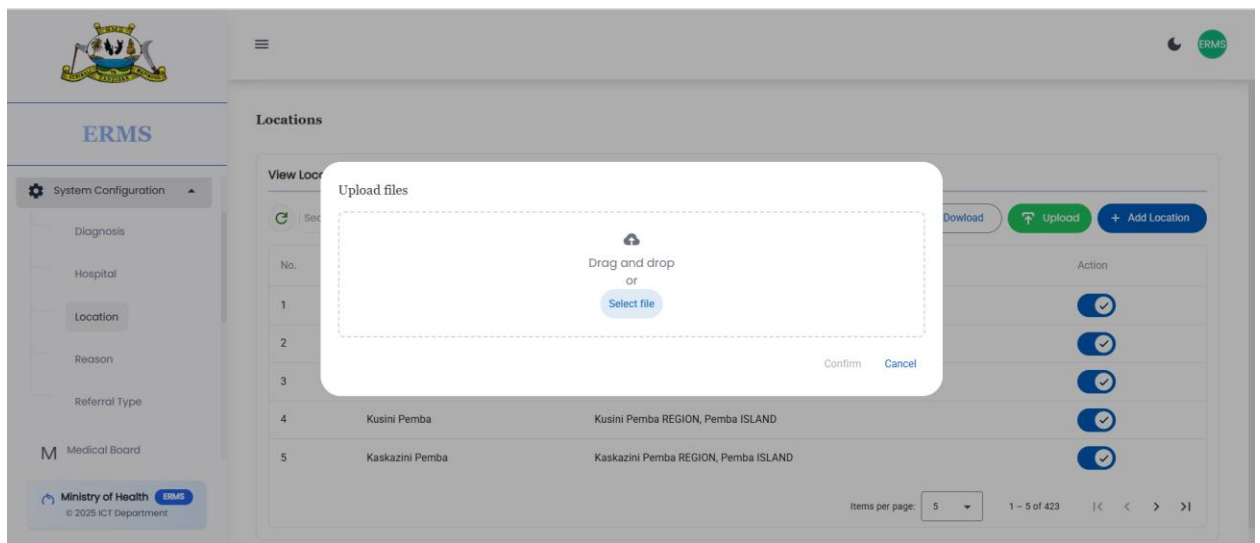 ERMS
ERMS
Locations
View Loca
System Configuration
Upload files
Sea
Dowload
Upload
+ Add Location
Diagnosis
Drag and drop
or
Select file
No.
Action
Hospital
1
Location
2
Reason
Confirm Cancel
3
Referral Type
4 Kusini Pemba Kusini Pemba REGION, Pemba ISLAND
M Medical Board
5 Kaskazini Pemba Kaskazini Pemba REGION, Pemba ISLAND
Ministry of Health ERMS
© 2025 ICT Department
Items per page: 5 1 – 5 of 423